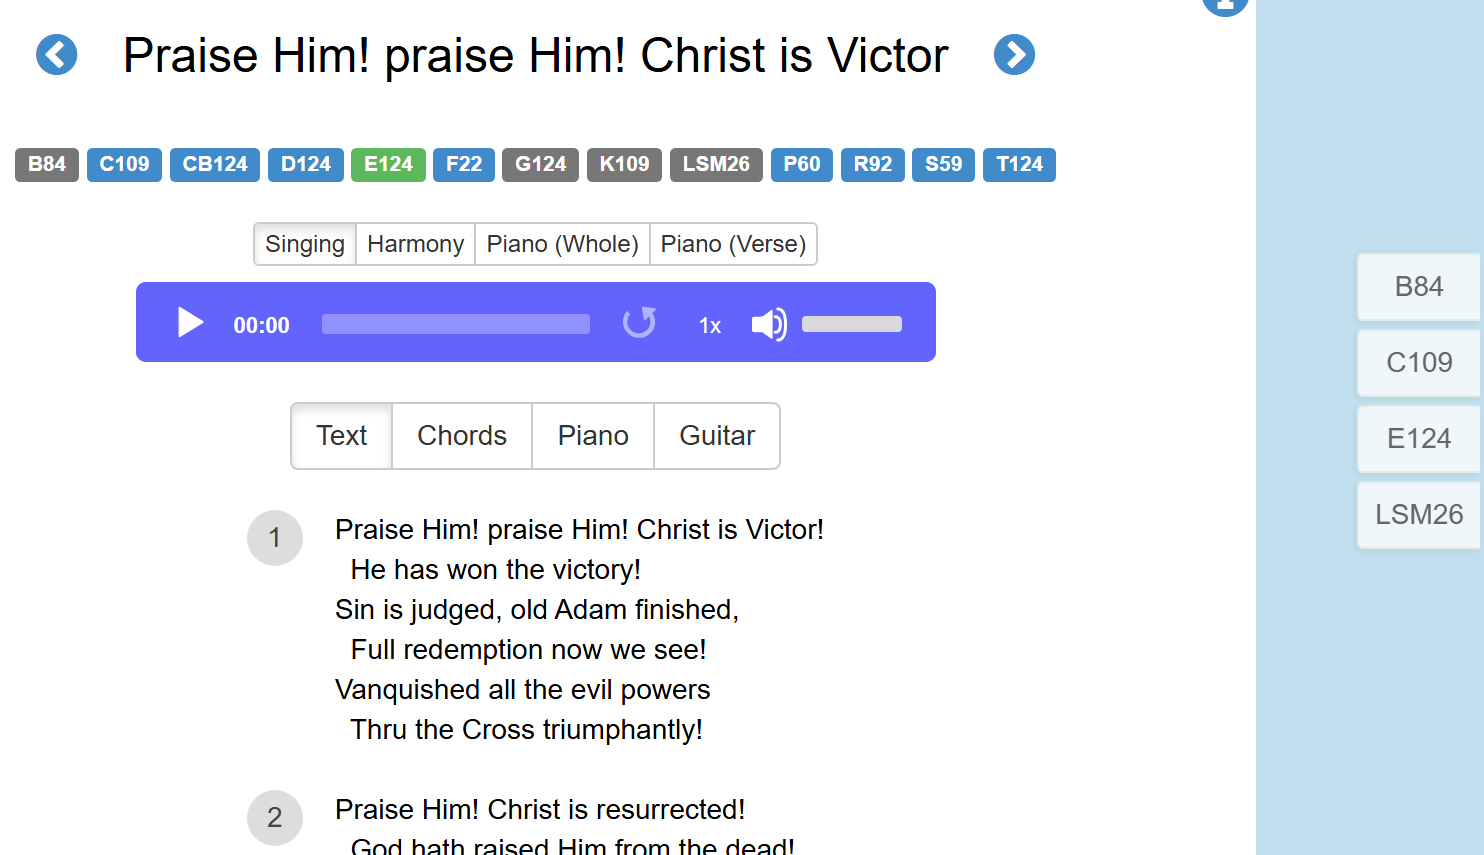 Praise Him! praise Him! Christ is Victor
B84 C109 CB124 D124 E124 F22 G124 K109 LSM26 P60 R92 S59 T124
Singing Harmony Piano (Whole) Piano (Verse)
00:00 1x
Text Chords Piano Guitar
1 Praise Him! praise Him! Christ is Victor!
He has won the victory!
Sin is judged, old Adam finished,
Full redemption now we see!
Vanquished all the evil powers
Thru the Cross triumphantly!
2 Praise Him! Christ is resurrected!
God hath raised Him from the dead!
B84
C109
E124
LSM26